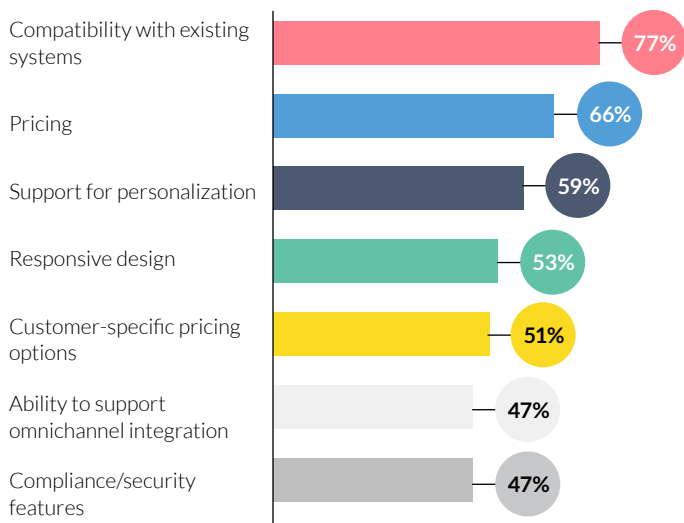 Compatibility with existing
systems
77%
Pricing
66%
Support for personalization
59%
Responsive design
53%
Customer-specific pricing
options
51%
Ability to support
omnichannel integration
47%
Compliance/security
features
47%